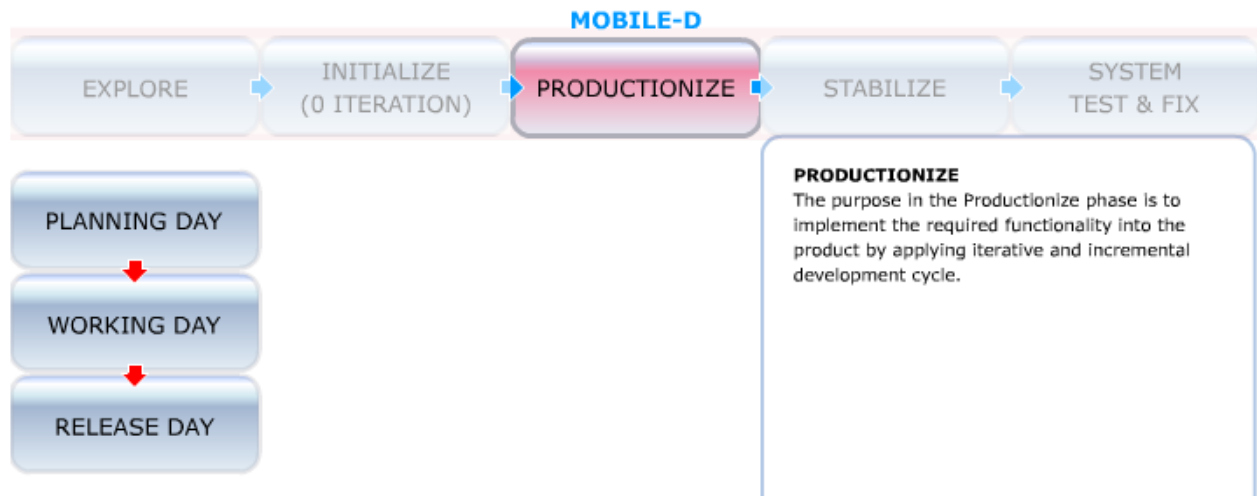 MOBILE-D
EXPLORE
INITIALIZE
(0 ITERATION)
PRODUCTIONIZE
STABILIZE
SYSTEM
TEST & FIX
PLANNING DAY
WORKING DAY
RELEASE DAY
PRODUCTIONIZE
The purpose in the Productionize phase is to
implement the required functionality into the
product by applying iterative and incremental
development cycle.